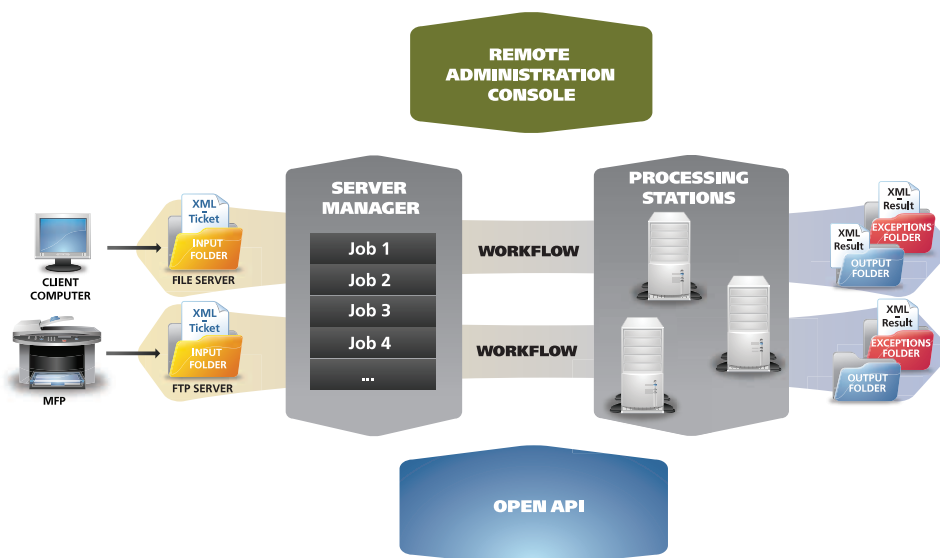 REMOTE
ADMINISTRATION
CONSOLE
SERVER
MANAGER
Job 1
Job 2
Job 3
Job 4
...
PROCESSING
STATIONS
WORKFLOW
WORKFLOW
CLIENT
COMPUTER
MFP
XML
Ticket
INPUT
FOLDER
FILE SERVER
XML
Ticket
INPUT
FOLDER
FTP SERVER
XML
Result
EXCEPTIONS
FOLDER
XML
Result
OUTPUT
FOLDER
XML
Result
EXCEPTIONS
FOLDER
OUTPUT
FOLDER
OPEN API